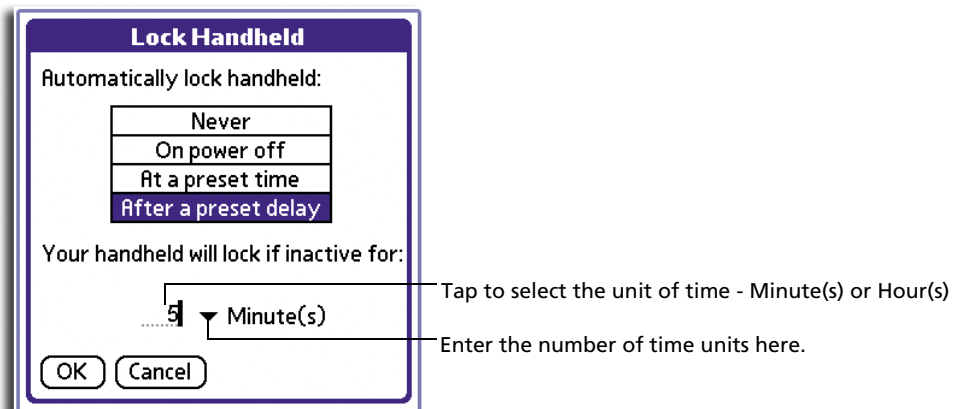 Lock Handheld
Automatically lock handheld:
Never
On power off
At a preset time
After a preset delay
Your handheld will lock if inactive for:
Tap to select the unit of time - Minute(s) or Hour(s)
5 Minute(s)
Enter the number of time units here.
OK Cancel